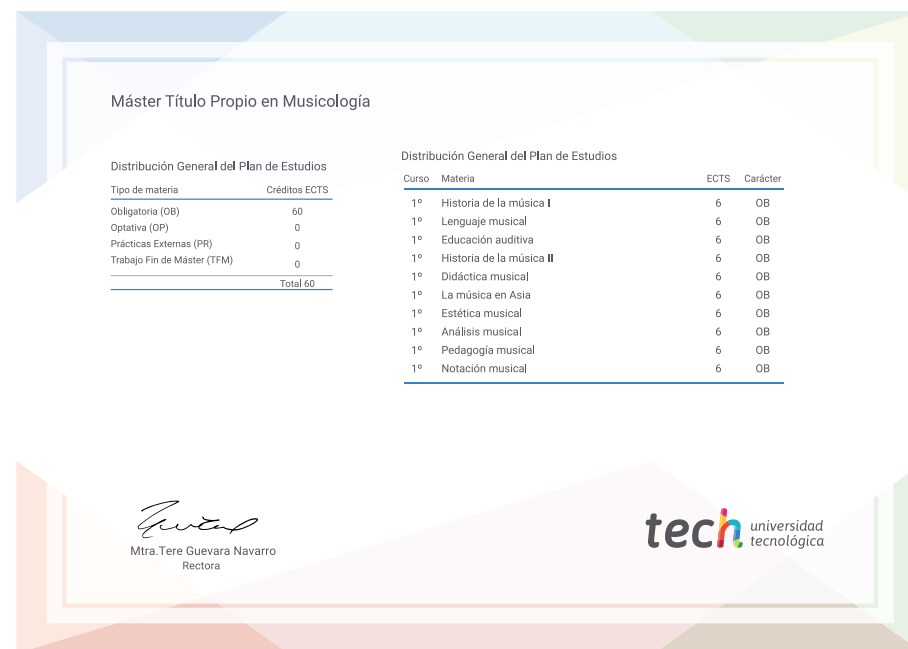 Máster Título Propio en Musicología
Distribución General del Plan de Estudios
Tipo de materia Créditos ECTS
Obligatoria (OB) 60
Optativa (OP) 0
Prácticas Externas (PR) 0
Trabajo Fin de Máster (TFM) 0
Total 60
Distribución General del Plan de Estudios
Curso Materia ECTS Carácter
1º Historia de la música I 6 OB
1º Lenguaje musical 6 OB
1º Educación auditiva 6 OB
1º Historia de la música II 6 OB
1º Didáctica musical 6 OB
1º La música en Asia 6 OB
1º Estética musical 6 OB
1º Análisis musical 6 OB
1º Pedagogía musical 6 OB
1º Notación musical 6 OB
Mtra.Tere Guevara Navarro
Rectora
tech universidad
tecnológica